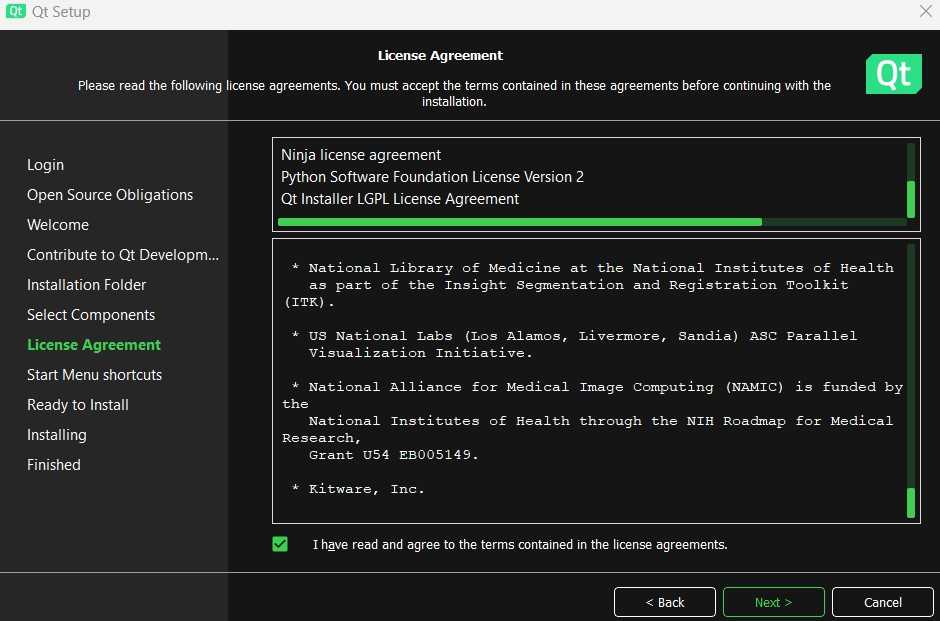 Qt Qt Setup
License Agreement
Please read the following license agreements. You must accept the terms contained in these agreements before continuing with the
installation.
Qt
Login
Open Source Obligations
Welcome
Contribute to Qt Developm...
Installation Folder
Select Components
License Agreement
Start Menu shortcuts
Ready to Install
Installing
Finished
Ninja license agreement
Python Software Foundation License Version 2
Qt Installer LGPL License Agreement
* National Library of Medicine at the National Institutes of Health
as part of the Insight Segmentation and Registration Toolkit
(ITK).
* US National Labs (Los Alamos, Livermore, Sandia) ASC Parallel
Visualization Initiative.
* National Alliance for Medical Image Computing (NAMIC) is funded by
the
National Institutes of Health through the NIH Roadmap for Medical
Research,
Grant U54 EB005149.
* Kitware, Inc.
I have read and agree to the terms contained in the license agreements.
< Back
Next >
Cancel